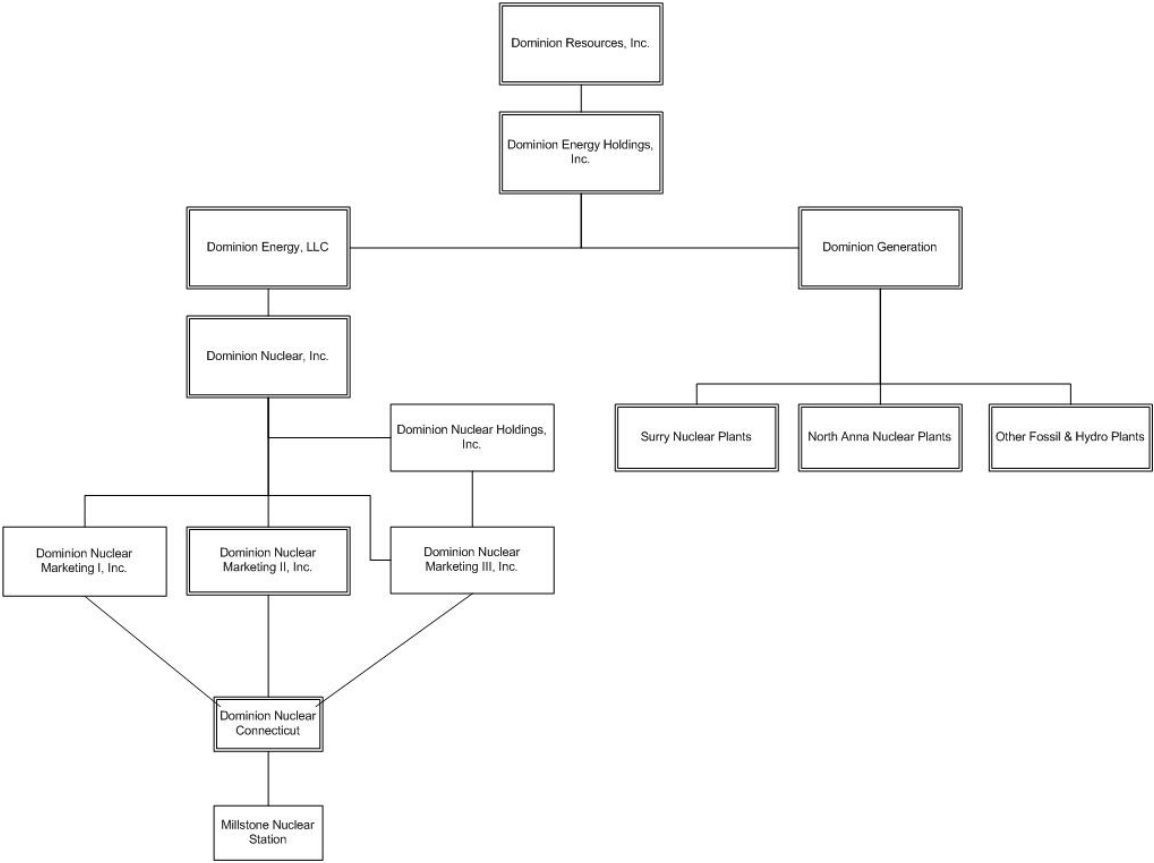 Dominion Resources, Inc.
Dominion Energy Holdings,
Inc.
Dominion Energy, LLC
Dominion Generation
Dominion Nuclear, Inc.
Dominion Nuclear Holdings,
Inc.
Surry Nuclear Plants
North Anna Nuclear Plants
Other Fossil & Hydro Plants
Dominion Nuclear
Marketing I, Inc.
Dominion Nuclear
Marketing II, Inc.
Dominion Nuclear
Marketing III, Inc.
Dominion Nuclear
Connecticut
Millstone Nuclear
Station